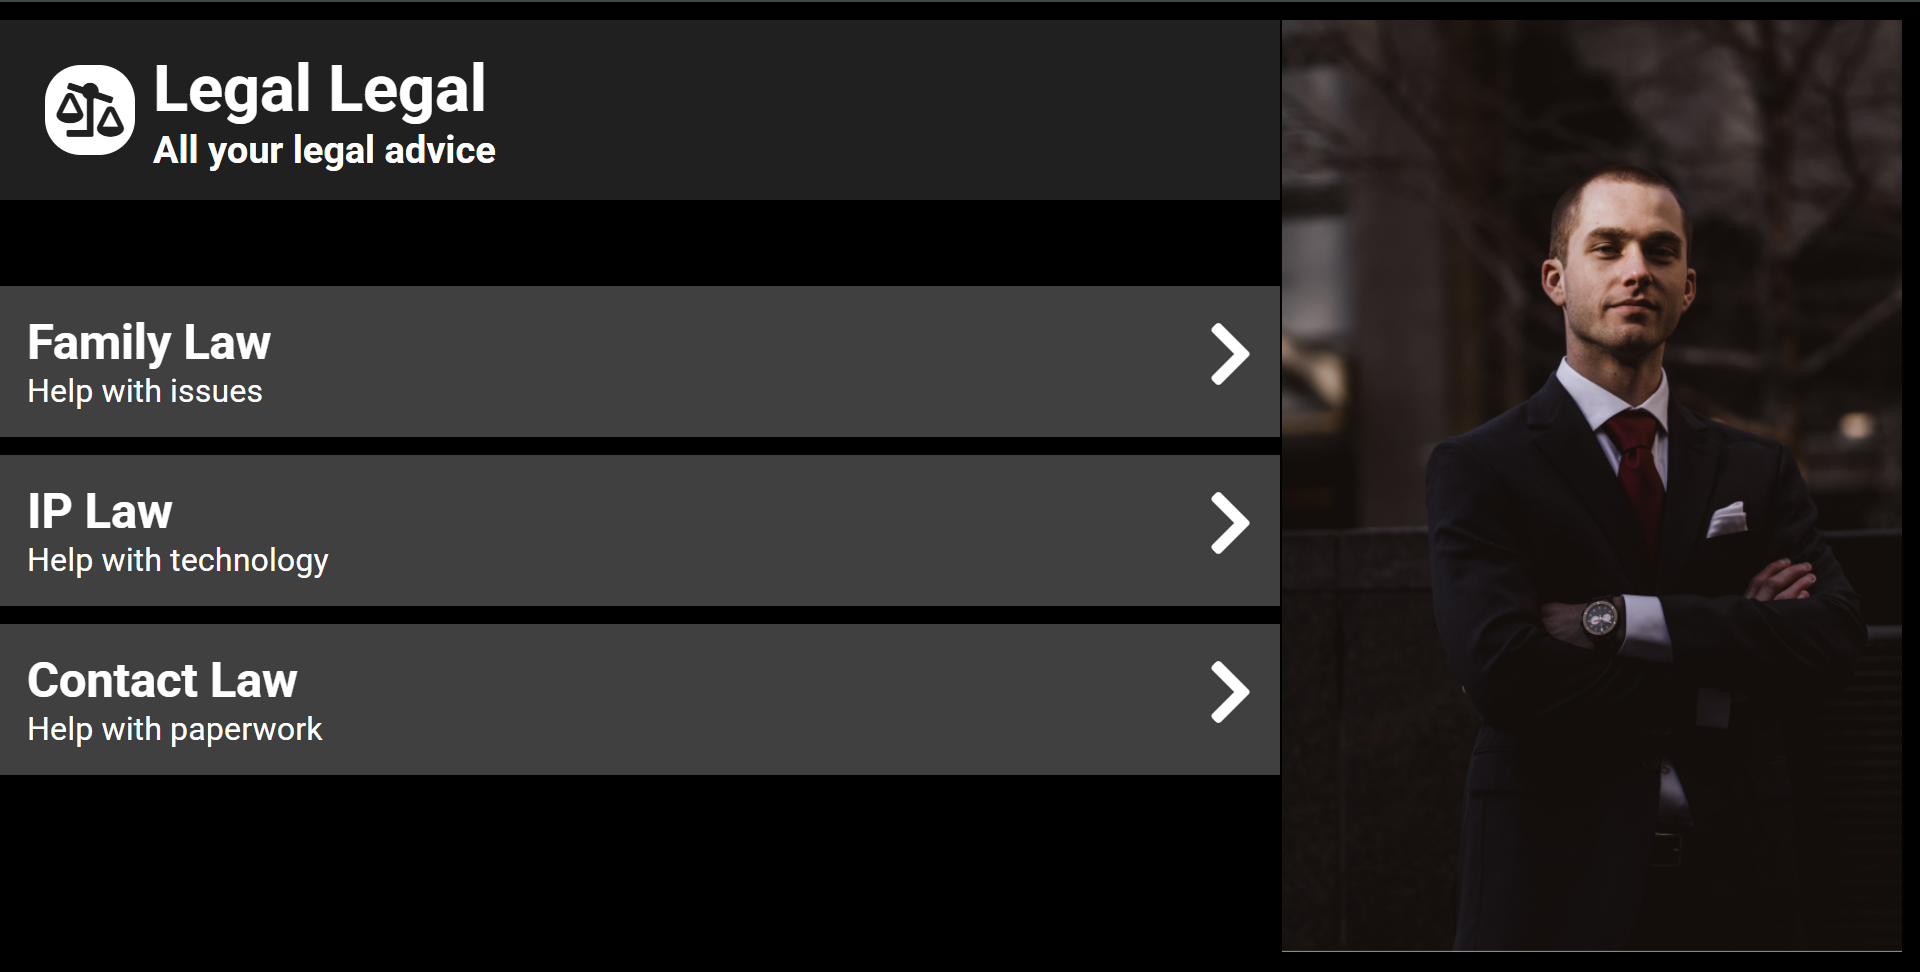 Legal Legal
All your legal advice
Family Law
Help with issues
IP Law
Help with technology
Contact Law
Help with paperwork